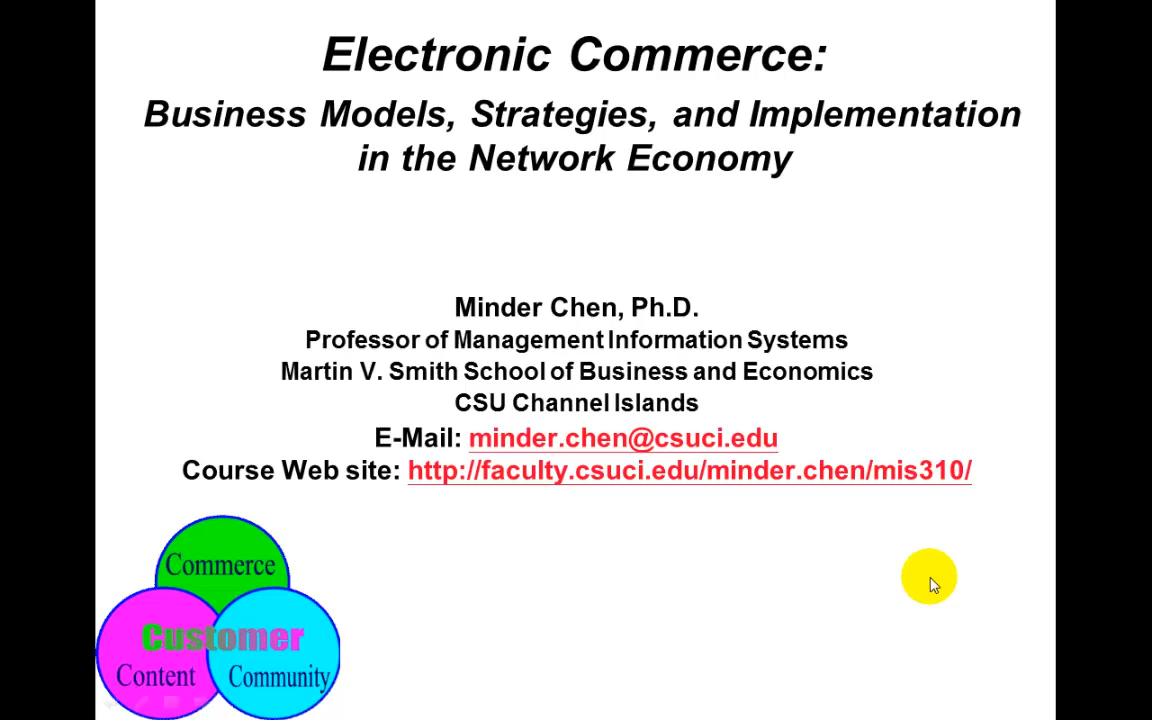 Electronic Commerce:
Business Models, Strategies, and Implementation
in the Network Economy
Minder Chen, Ph.D.
Professor of Management Information Systems
Martin V. Smith School of Business and Economics
CSU Channel Islands
E-Mail: minder.chen@csuci.edu
Course Web site: http://faculty.csuci.edu/minder.chen/mis310/
Commerce
Customer
Content
Community